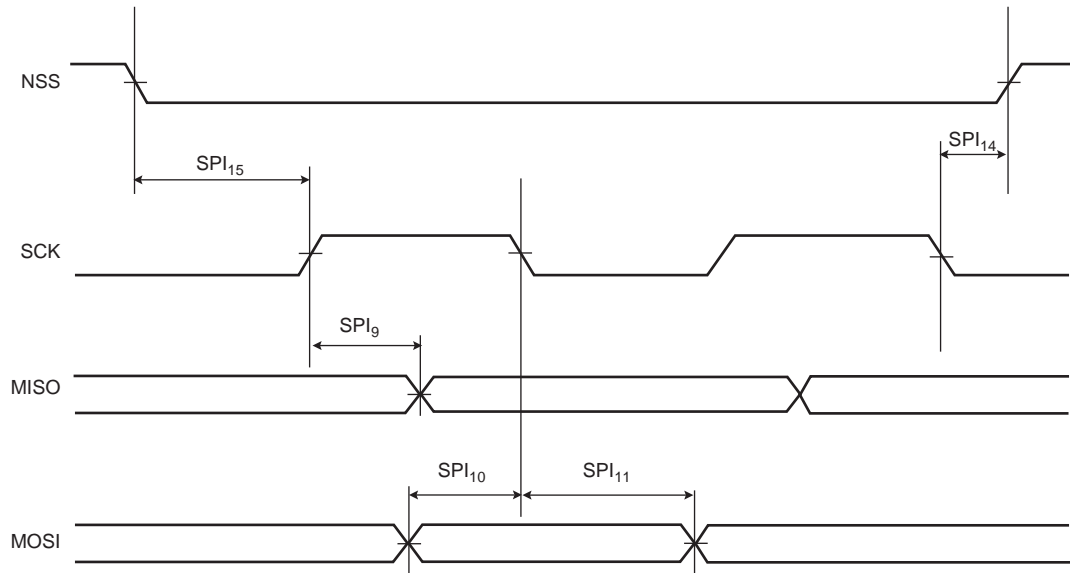 NSS
SPI₁₄
SPI₁₅
SCK
SPI₉
MISO
SPI₁₀ SPI₁₁
MOSI